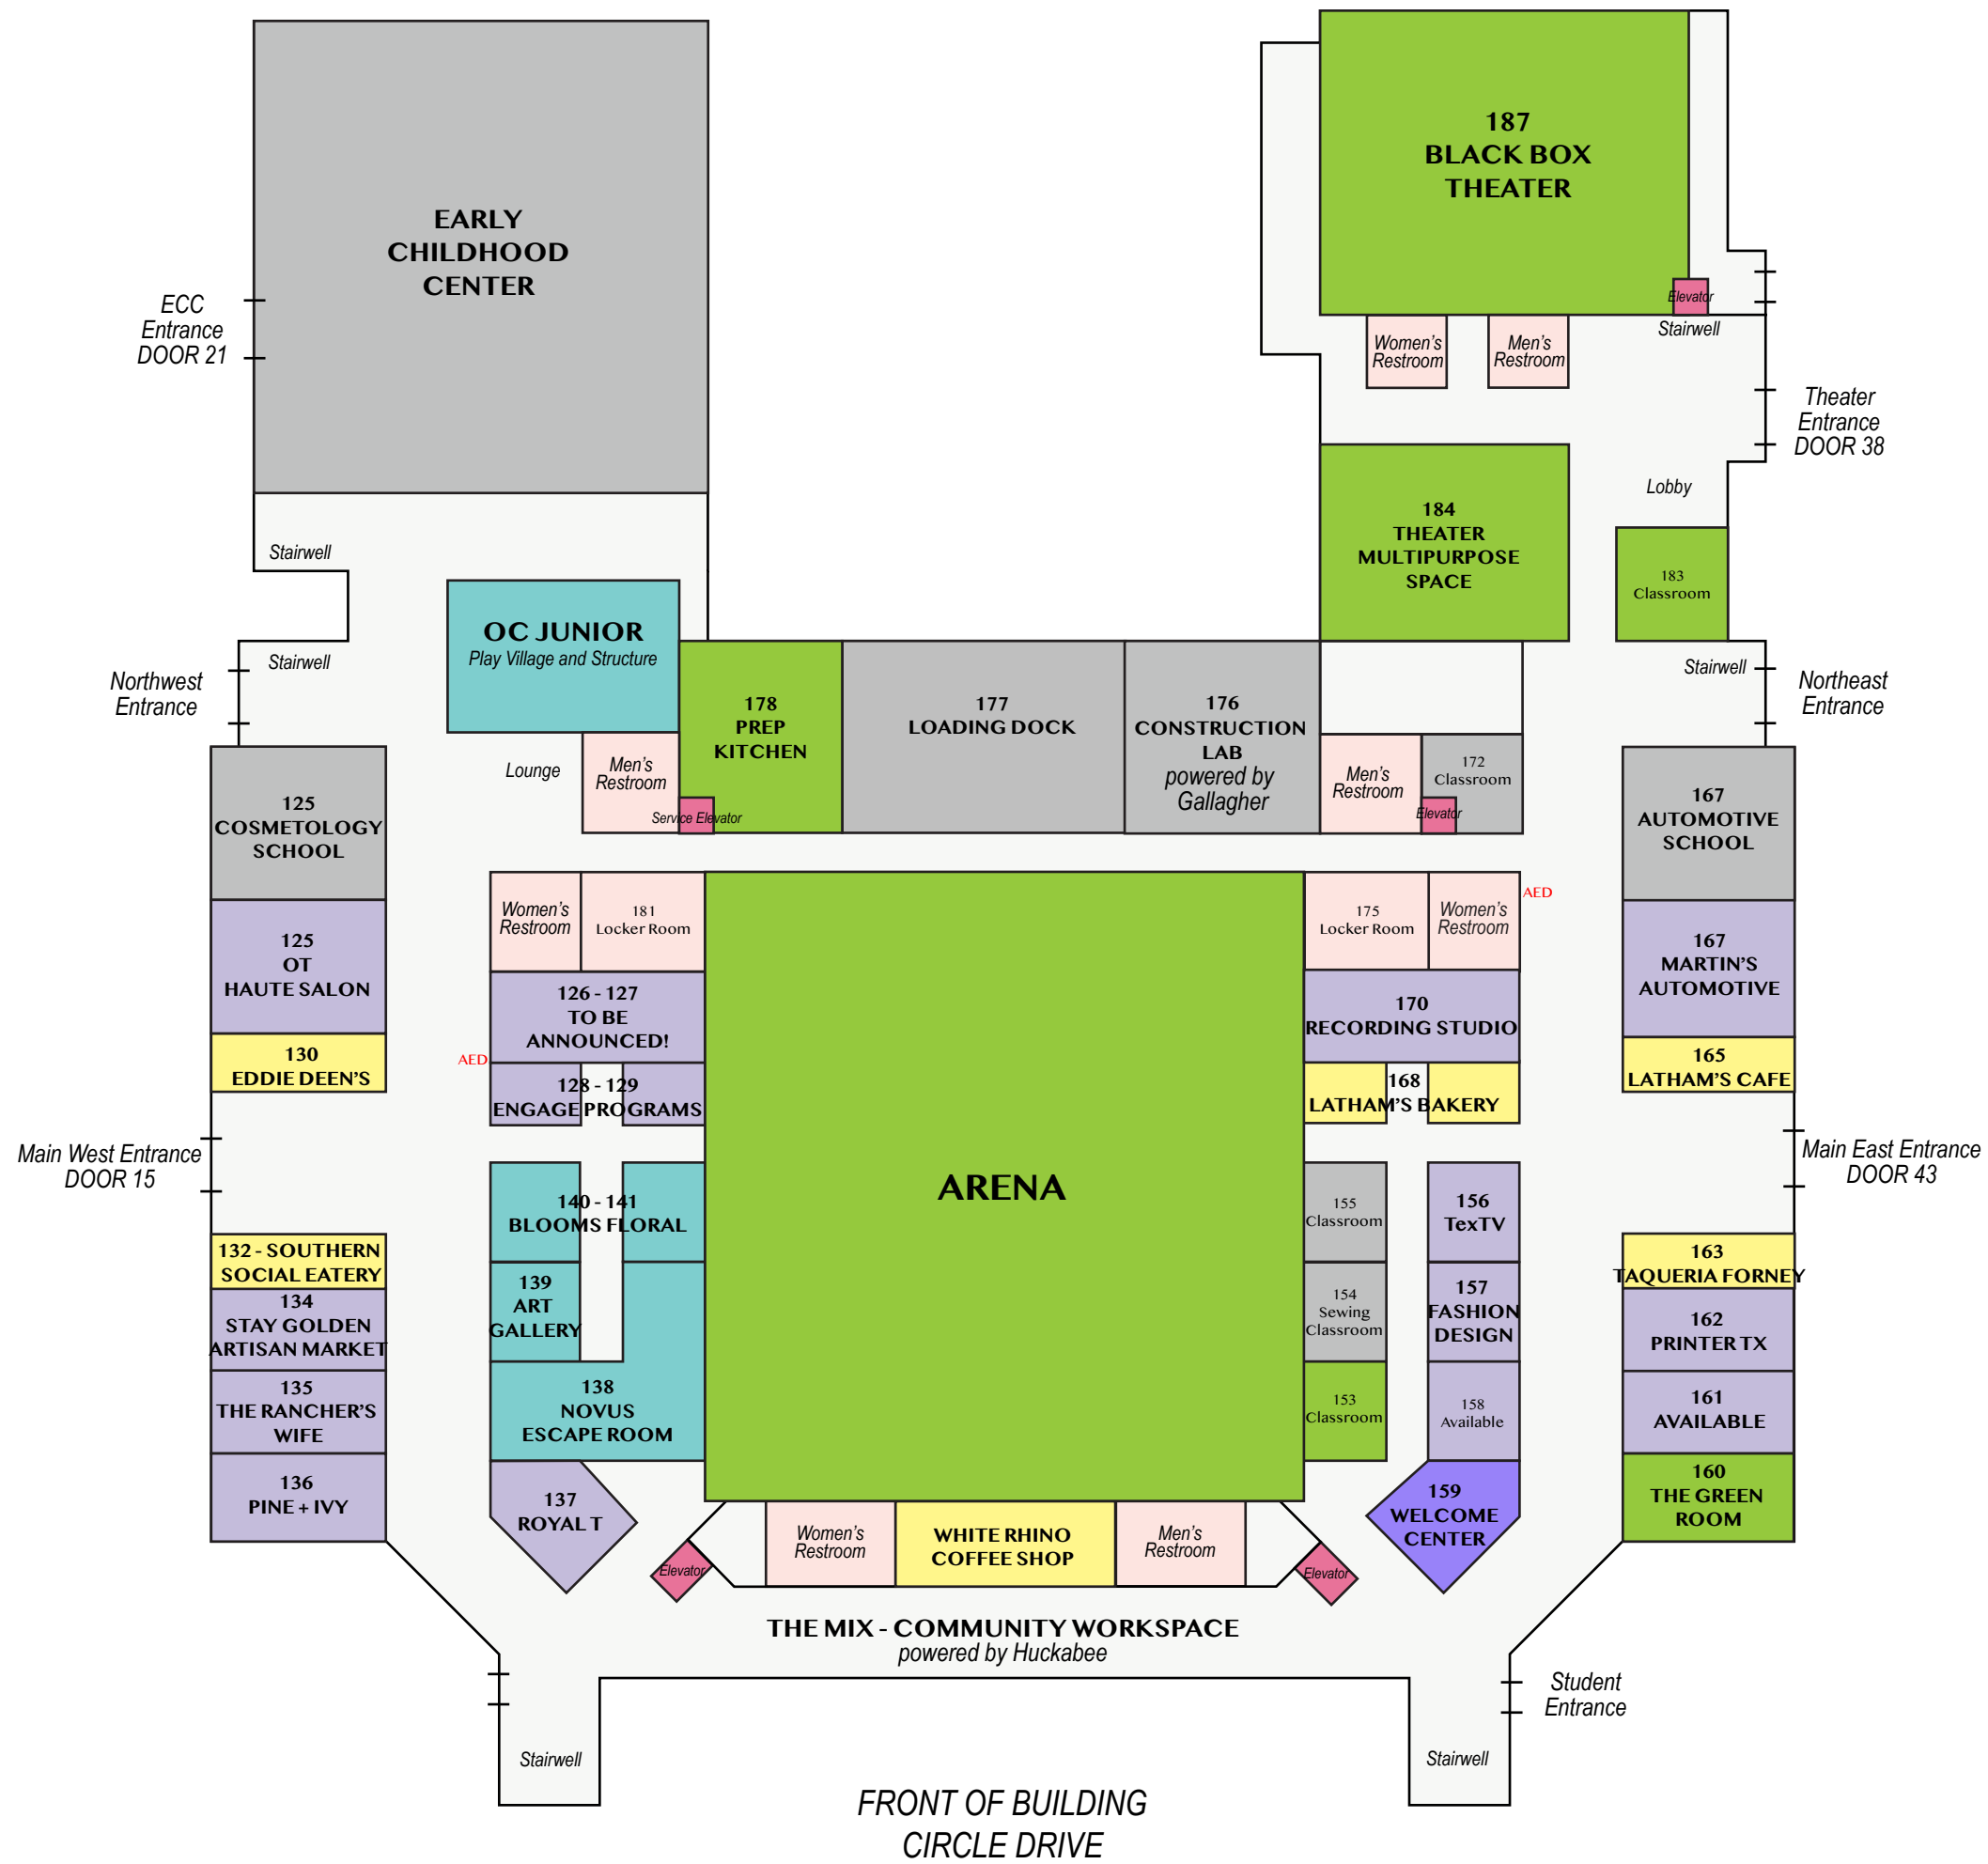 187
BLACK BOX
THEATER
EARLY
CHILDHOOD
CENTER
ECC
Entrance
DOOR 21
Elevator
Stairwell
Women's
Restroom
Men's
Restroom
Theater
Entrance
DOOR 38
Lobby
184
THEATER
MULTIPURPOSE
SPACE
183
Classroom
Stairwell
OC JUNIOR
Play Village and Structure
Stairwell
Northwest
Entrance
Stairwell
Northeast
Entrance
178
PREP
KITCHEN
177
LOADING DOCK
176
CONSTRUCTION
LAB
powered by
Gallagher
Lounge
Men's
Restroom
Service Elevator
Men's
Restroom
172
Classroom
Elevator
125
COSMETOLOGY
SCHOOL
167
AUTOMOTIVE
SCHOOL
Women's
Restroom
181
Locker Room
175
Locker Room
Women's
Restroom
AED
125
OT
HAUTE SALON
126 - 127
TO BE
ANNOUNCED!
170
RECORDING STUDIO
167
MARTIN'S
AUTOMOTIVE
130
EDDIE DEEN'S
AED
128 - 129
ENGAGE PROGRAMS
168
LATHAM'S BAKERY
165
LATHAM'S CAFE
Main West Entrance
DOOR 15
ARENA
Main East Entrance
DOOR 43
140 - 141
BLOOMS FLORAL
155
Classroom
156
TexTV
132 - SOUTHERN
SOCIAL EATERY
139
ART
GALLERY
154
Sewing
Classroom
157
FASHION
DESIGN
163
TAQUERIA FORNEY
134
STAY GOLDEN
ARTISAN MARKET
162
PRINTER TX
135
THE RANCHER'S
WIFE
138
NOVUS
ESCAPE ROOM
153
Classroom
158
Available
161
AVAILABLE
136
PINE + IVY
137
ROYAL T
159
WELCOME
CENTER
160
THE GREEN
ROOM
Elevator
Women's
Restroom
WHITE RHINO
COFFEE SHOP
Men's
Restroom
Elevator
THE MIX - COMMUNITY WORKSPACE
powered by Huckabee
Student
Entrance
Stairwell
Stairwell
FRONT OF BUILDING
CIRCLE DRIVE